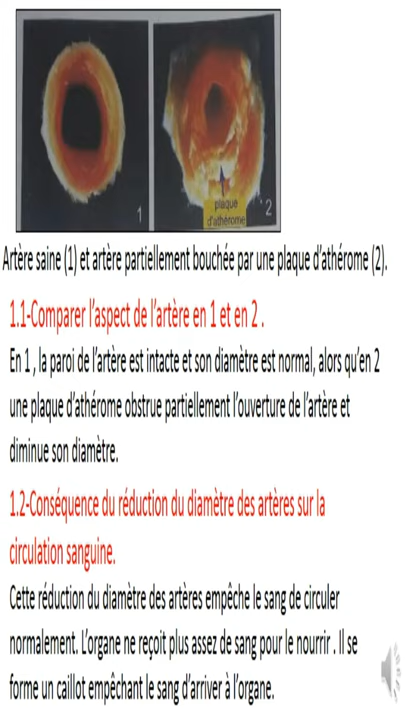 1
plaque
d'athérome
2
Artère saine (1) et artère partiellement bouchée par une plaque d'athérome (2).
1.1-Comparer l'aspect de l'artère en 1 et en 2 .
En 1 , la paroi de l'artère est intacte et son diamètre est normal, alors qu'en 2
une plaque d'athérome obstrue partiellement l'ouverture de l'artère et
diminue son diamètre.
1.2-Conséquence du réduction du diamètre des artères sur la
circulation sanguine.
Cette réduction du diamètre des artères empêche le sang de circuler
normalement. L'organe ne reçoit plus assez de sang pour le nourrir . Il se
forme un caillot empêchant le sang d'arriver à l'organe.